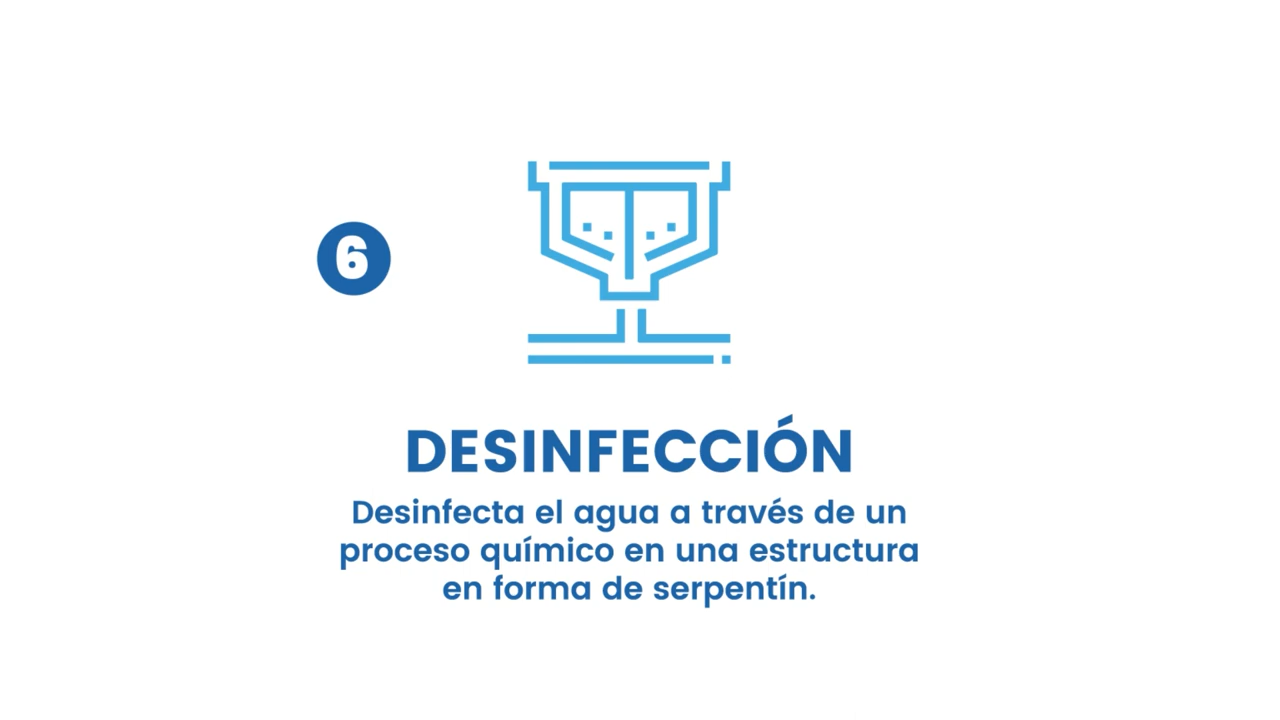 6
DESINFECCIÓN
Desinfecta el agua a través de un
proceso químico en una estructura
en forma de serpentín.